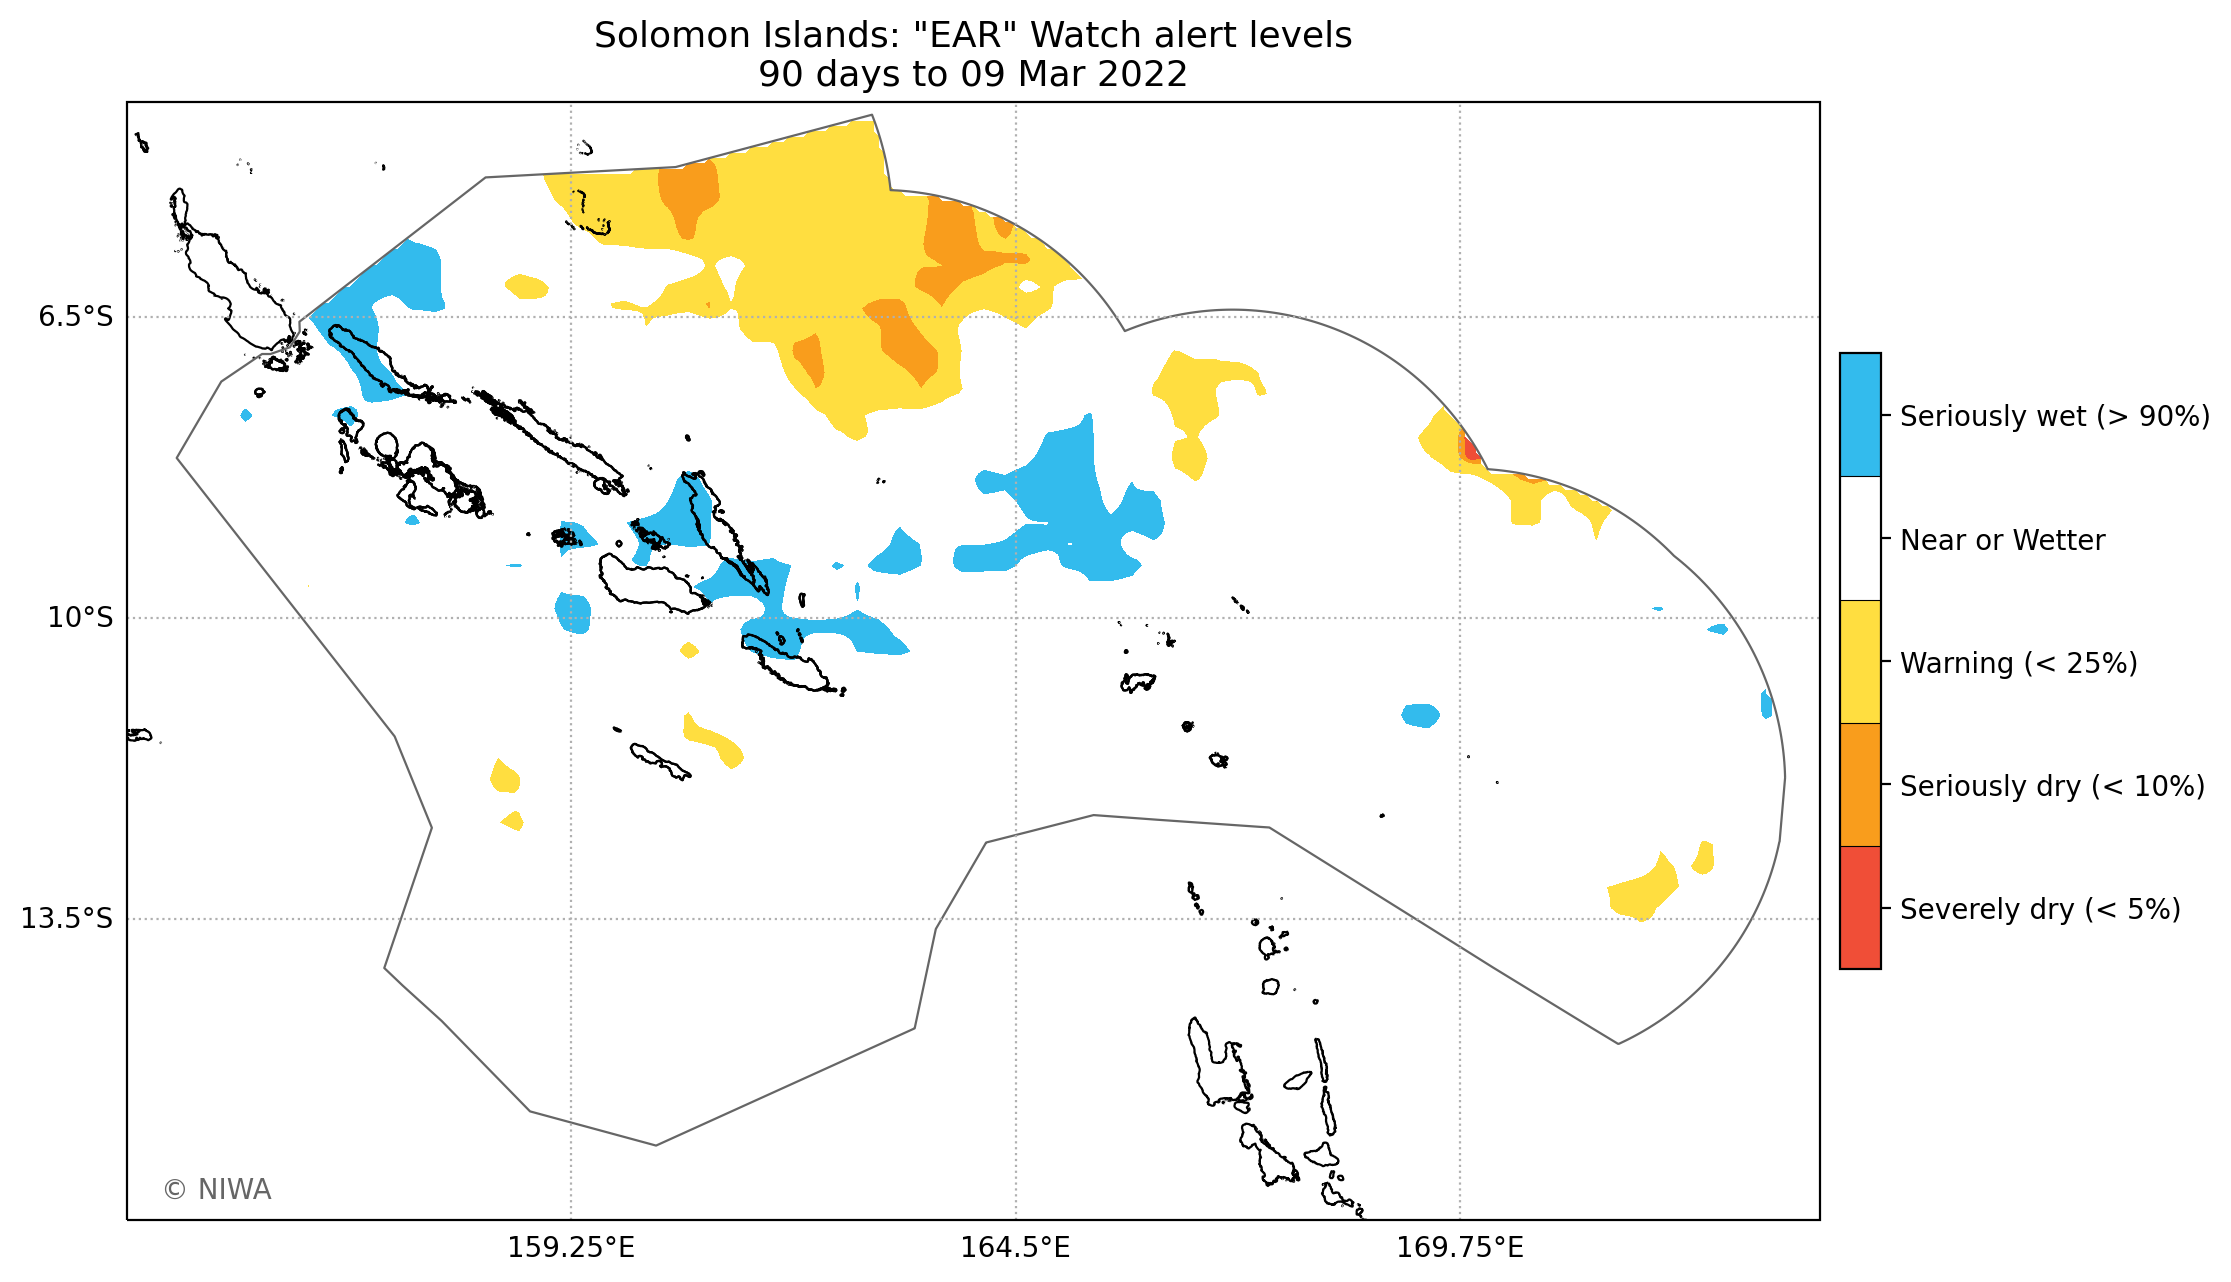 Solomon Islands: "EAR" Watch alert levels
90 days to 09 Mar 2022
6.5°S
10°S
13.5°S
159.25°E
164.5°E
169.75°E
Seriously wet (> 90%)
Near or Wetter
Warning (< 25%)
Seriously dry (< 10%)
Severely dry (< 5%)
© NIWA